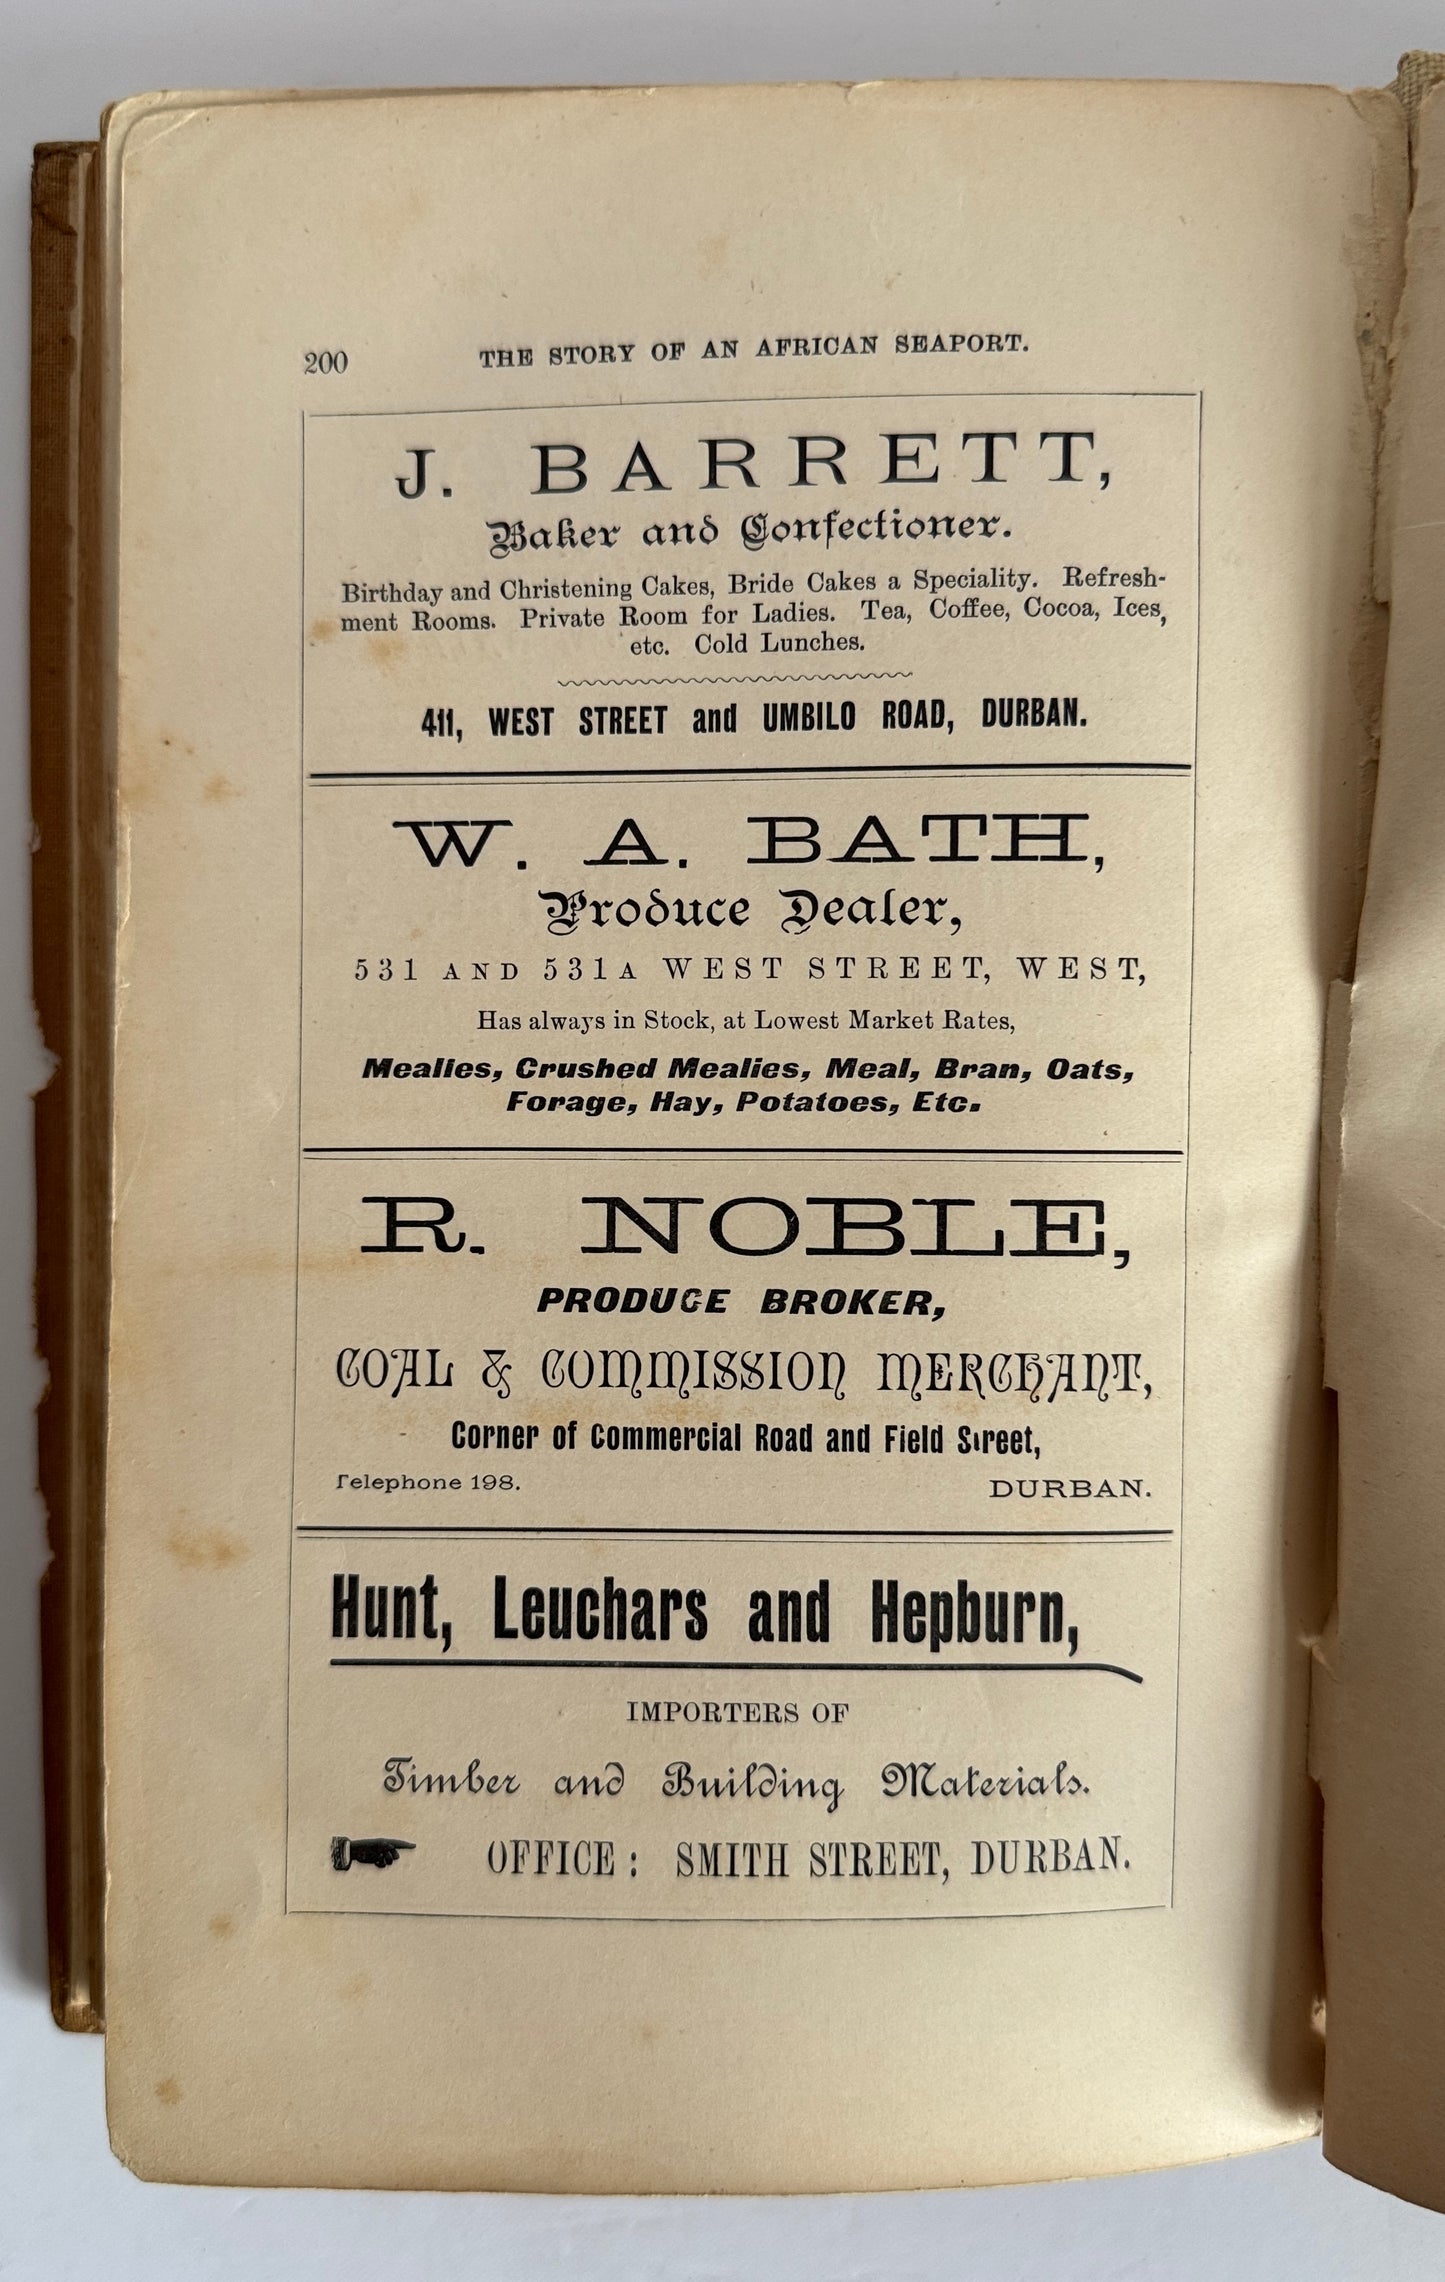 200 THE STORY OF AN AFRICAN SEAPORT.
J. BARRETT,
Baker and Confectioner.
Birthday and Christening Cakes, Bride Cakes a Speciality. Refresh-
ment Rooms. Private Room for Ladies. Tea, Coffee, Cocoa, Ices,
etc. Cold Lunches.
411, WEST STREET and UMBILO ROAD, DURBAN.
W. A. BATH,
Produce Dealer,
531 AND 531A WEST STREET, WEST,
Has always in Stock, at Lowest Market Rates,
Mealies, Crushed Mealies, Meal, Bran, Oats,
Forage, Hay, Potatoes, Etc.
R. NOBLE,
PRODUCE BROKER,
COAL & COMMISSION MERCHANT,
Corner of Commercial Road and Field Street,
Telephone 198. DURBAN.
Hunt, Leuchars and Hepburn,
IMPORTERS OF
Timber and Building Materials.
OFFICE: SMITH STREET, DURBAN.